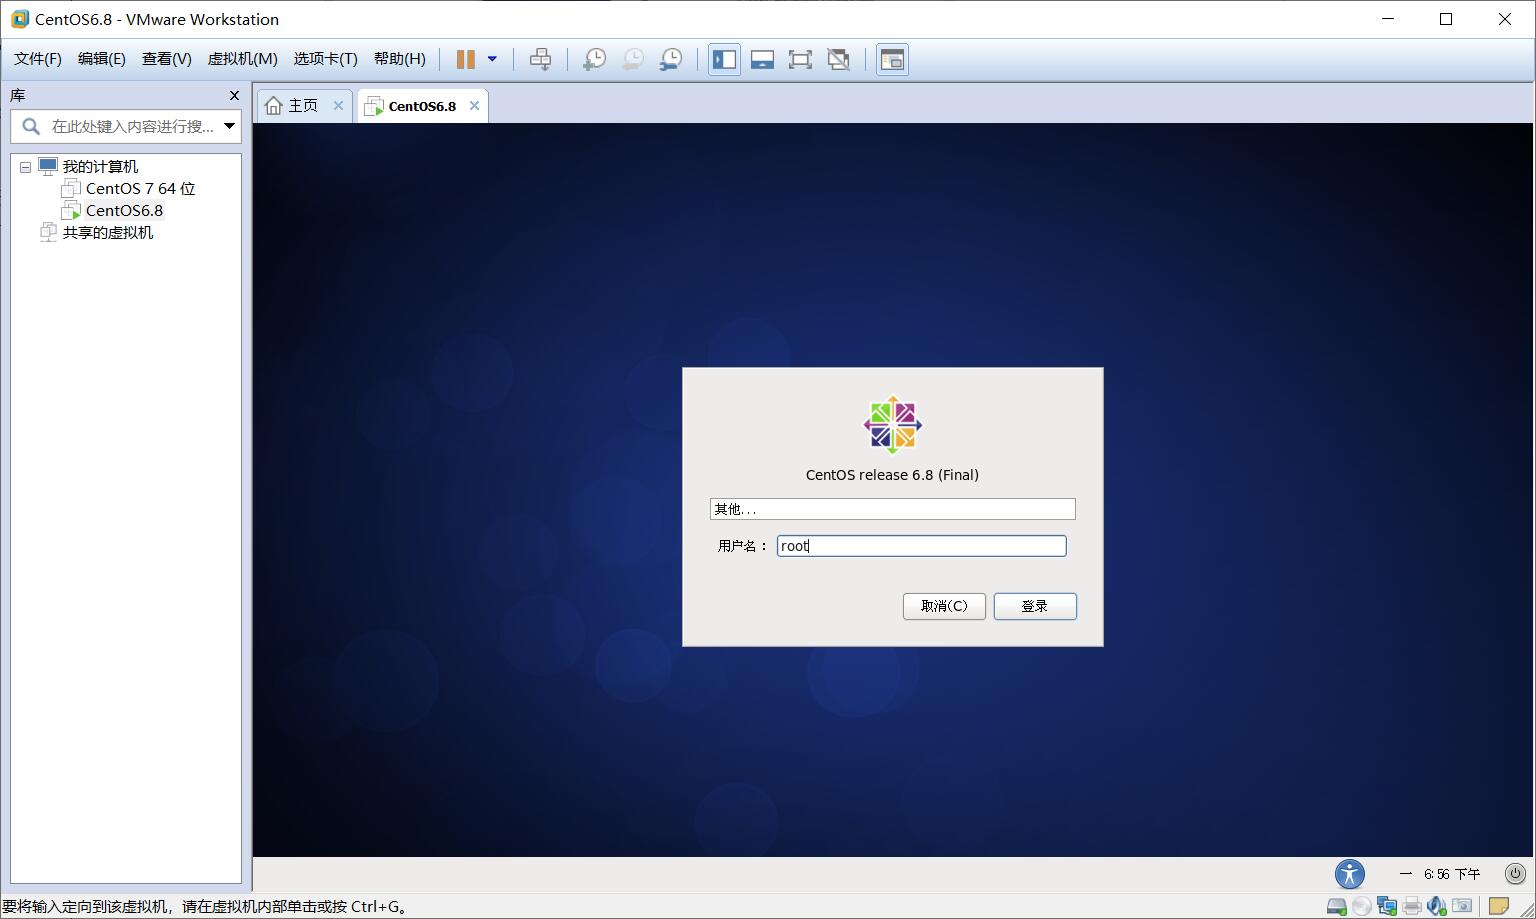 CentOS6.8 - VMware Workstation
文件(F) 编辑(E) 查看(V) 虚拟机(M) 选项卡(T) 帮助(H)
库
在此处键入内容进行搜...
我的计算机
CentOS 7 64 位
CentOS6.8
共享的虚拟机
主页
CentOS6.8
CentOS release 6.8 (Final)
其他...
用户名： root
取消(C) 登录
一 6:56 下午
要将输入定向到该虚拟机，请在虚拟机内部单击或按 Ctrl+G。